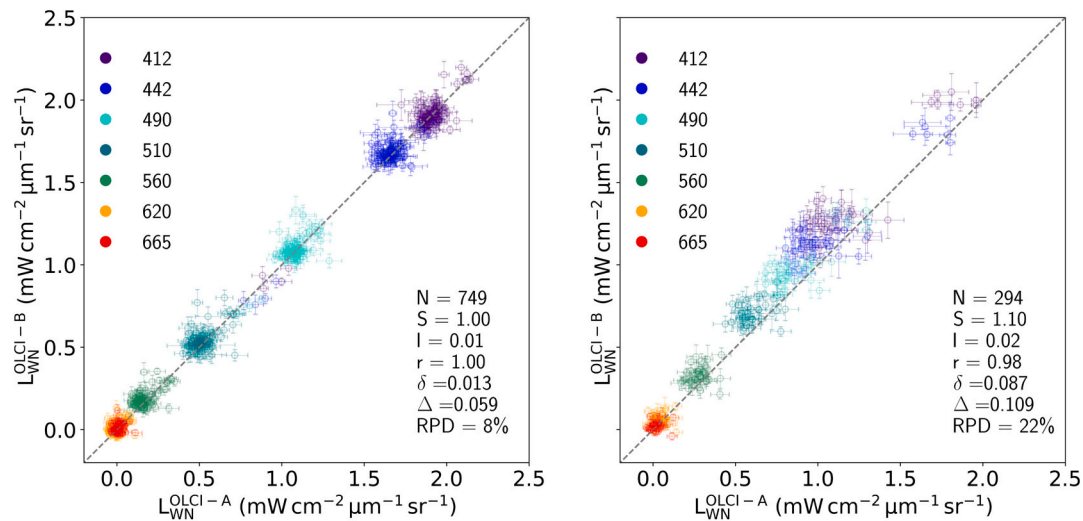 2.5
2.0
1.5
1.0
0.5
0.0
L_WN^OLCI−B (mW cm⁻² μm⁻¹ sr⁻¹)
412
442
490
510
560
620
665
N = 749
S = 1.00
I = 0.01
r = 1.00
δ =0.013
Δ =0.059
RPD = 8%
0.0 0.5 1.0 1.5 2.0 2.5
L_WN^OLCI−A (mW cm⁻² μm⁻¹ sr⁻¹)
L_WN^OLCI−B (mW cm⁻² μm⁻¹ sr⁻¹)
412
442
490
510
560
620
665
N = 294
S = 1.10
I = 0.02
r = 0.98
δ =0.087
Δ =0.109
RPD = 22%
0.0 0.5 1.0 1.5 2.0 2.5
L_WN^OLCI−A (mW cm⁻² μm⁻¹ sr⁻¹)